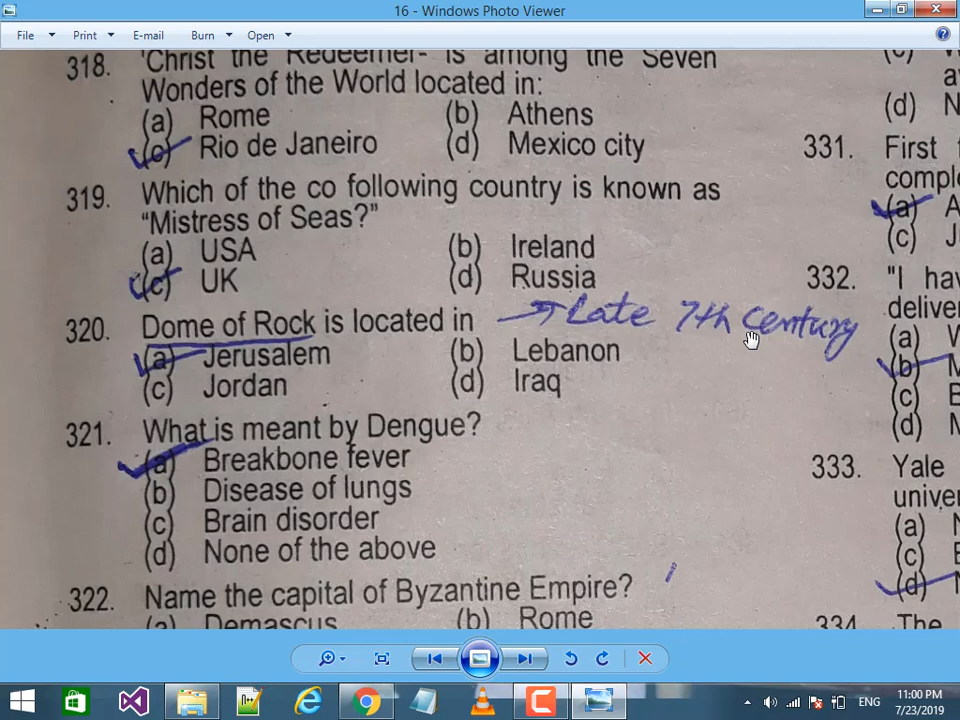 16 - Windows Photo Viewer
File Print E-mail Burn Open
318. 'Christ the Redeemer- is among the Seven
Wonders of the World located in:
(a) Rome (b) Athens
(c) Rio de Janeiro (d) Mexico city
319. Which of the co following country is known as
"Mistress of Seas?"
(a) USA (b) Ireland
(c) UK (d) Russia
320. Dome of Rock is located in → Late 7th Century
(a) Jerusalem (b) Lebanon
(c) Jordan (d) Iraq
321. What is meant by Dengue?
(a) Breakbone fever
(b) Disease of lungs
(c) Brain disorder
(d) None of the above
322. Name the capital of Byzantine Empire?
(a) Damascus (b) Rome
(c)
(d)
331. First
(a)
(c)
332. "I
(a)
(b)
(c)
(d)
333. Yale
(a)
(c)
(d)
334. The
ENG
11:00 PM
7/23/2019